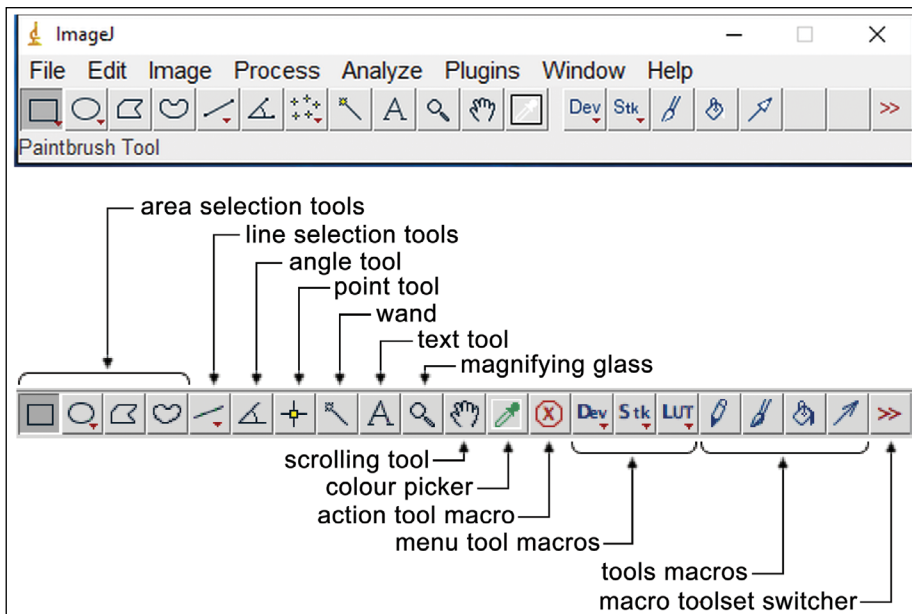 ImageJ
File Edit Image Process Analyze Plugins Window Help
A Dev Stk >>
Paintbrush Tool
area selection tools
line selection tools
angle tool
point tool
wand
text tool
magnifying glass
A Dev Stk LUT >>
scrolling tool
colour picker
action tool macro
menu tool macros
tools macros
macro toolset switcher